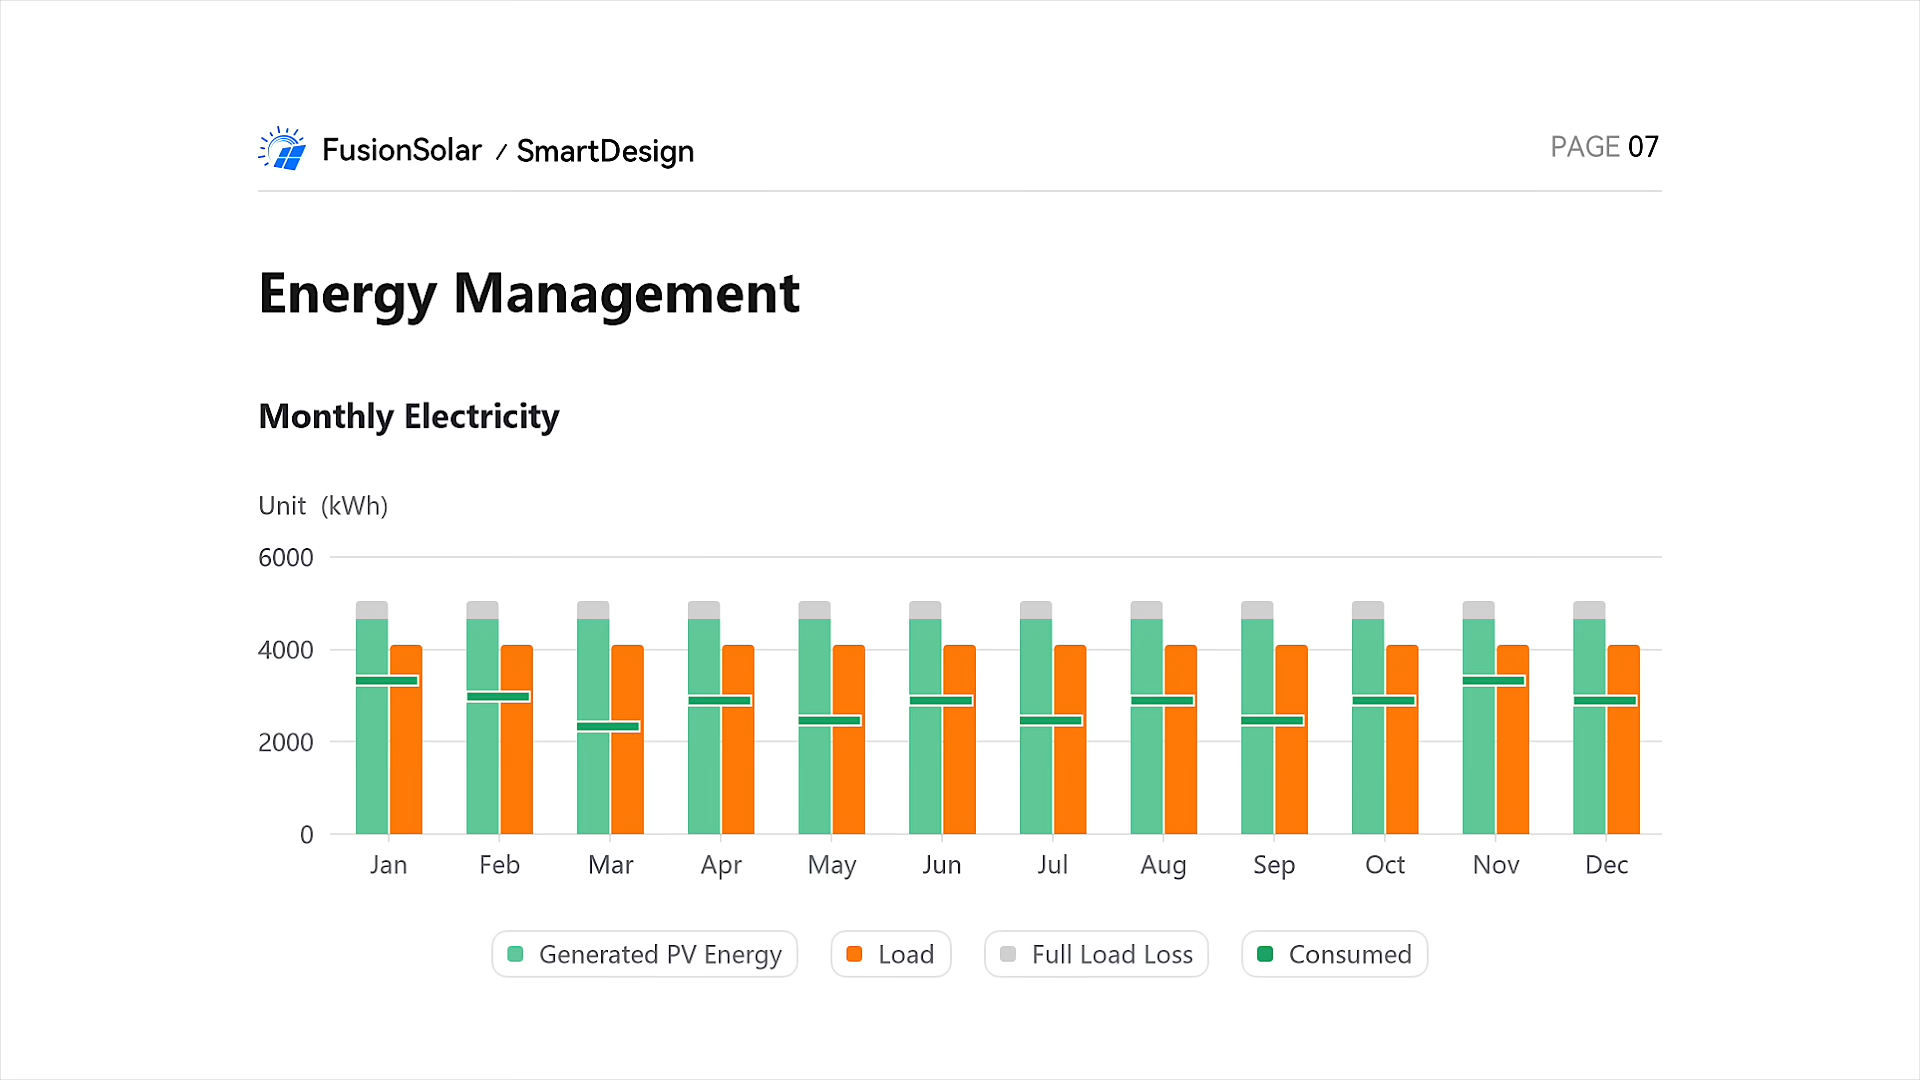 FusionSolar / SmartDesign
PAGE 07
Energy Management
Monthly Electricity
Unit (kWh)
6000
4000
2000
0
Jan Feb Mar Apr May Jun Jul Aug Sep Oct Nov Dec
Generated PV Energy Load Full Load Loss Consumed